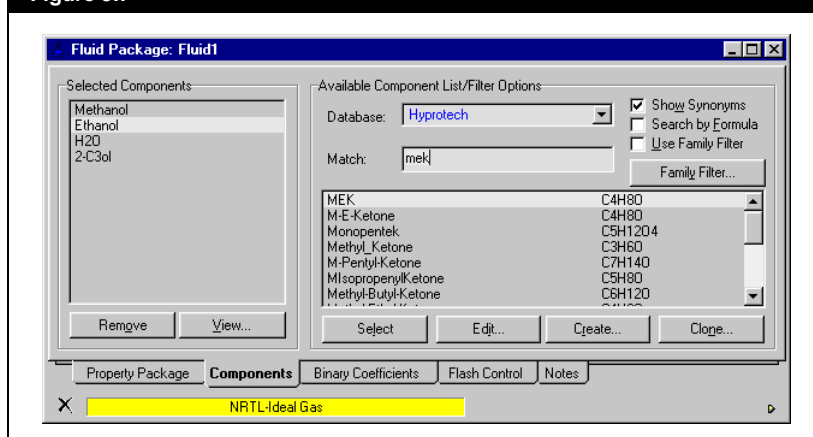 Fluid Package: Fluid1
Selected Components
Methanol
Ethanol
H2O
2-C3ol
Remove View...
Available Component List/Filter Options
Database: Hyprotech
Match: mek
Show Synonyms
Search by Formula
Use Family Filter
Family Filter...
MEK C4H8O
M-E-Ketone C4H8O
Monopentek C5H12O4
Methyl_Ketone C3H6O
M-Pentyl-Ketone C7H14O
MIsopropenylKetone C5H8O
Methyl-Butyl-Ketone C6H12O
Select Edit... Create... Clone...
Property Package Components Binary Coefficients Flash Control Notes
NRTL-Ideal Gas